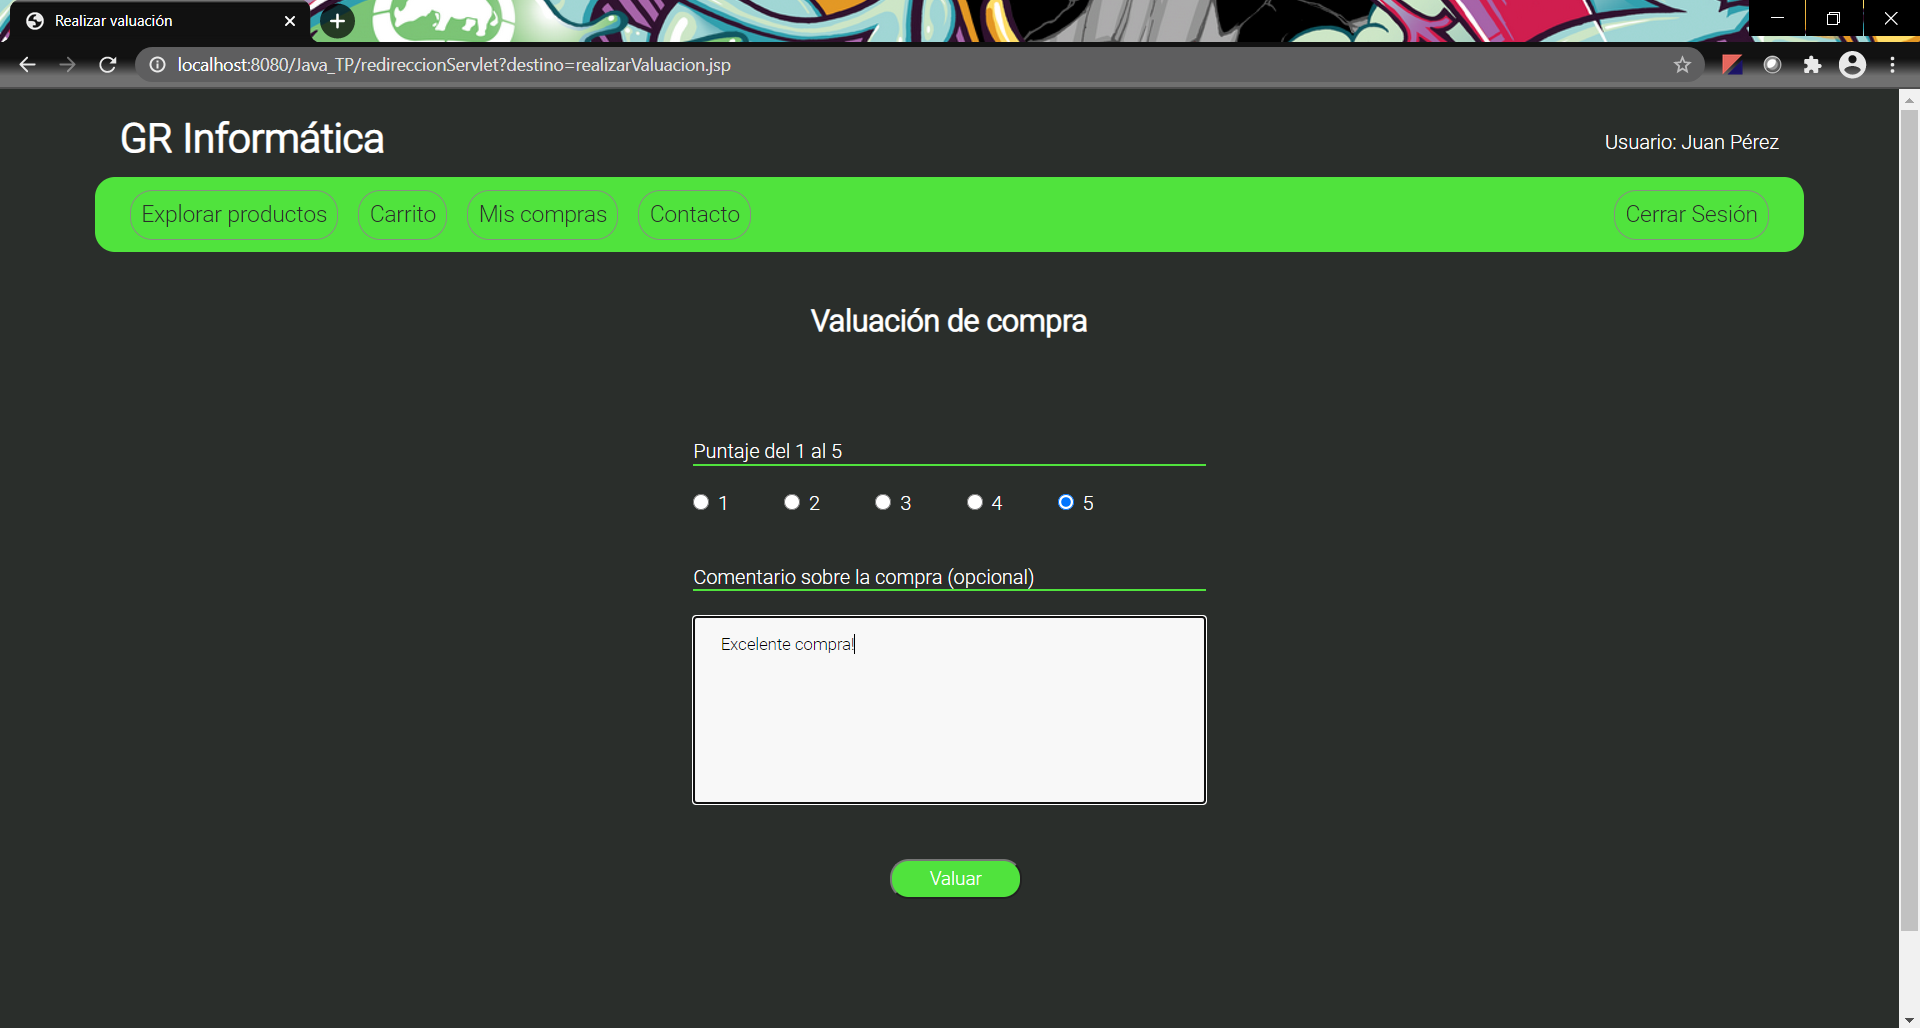 Realizar valuación
localhost:8080/Java_TP/redireccionServlet?destino=realizarValuacion.jsp
GR Informática
Usuario: Juan Pérez
Explorar productos Carrito Mis compras Contacto Cerrar Sesión
Valuación de compra
Puntaje del 1 al 5
1 2 3 4 5
Comentario sobre la compra (opcional)
Excelente compra!
Valuar